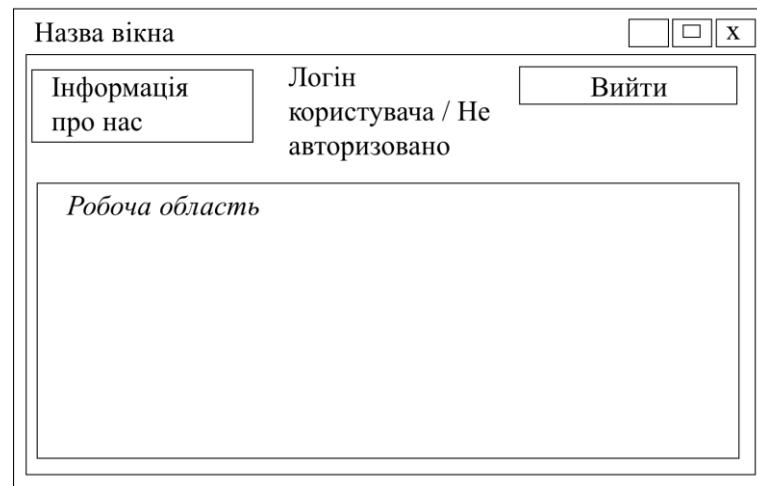 Назва вікна
x
Інформація
про нас
Логін
користувача / Не
авторизовано
Вийти
Робоча область